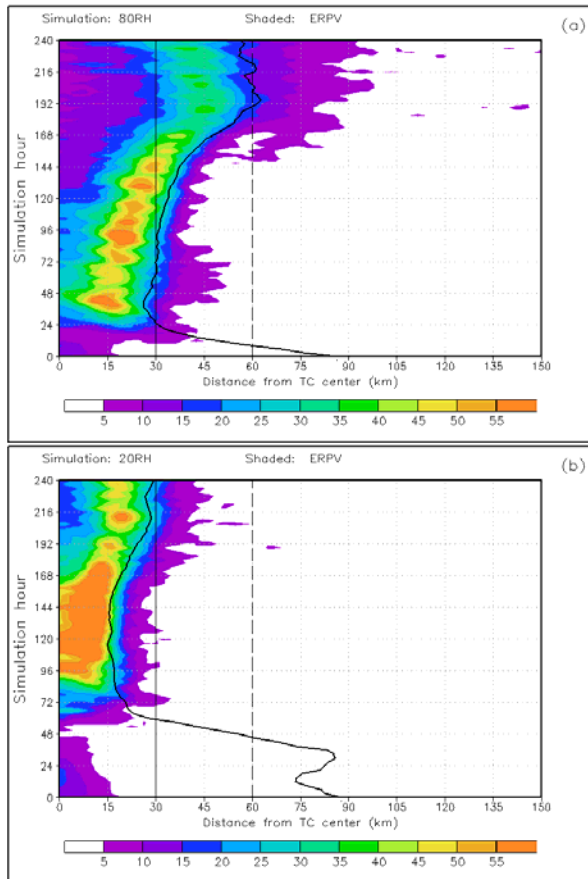 Simulation: 80RH Shaded: ERPV
(a)
240
216
192
168
144
120
96
72
48
24
0
Simulation hour
0 15 30 45 60 75 90 105 120 135 150
Distance from TC center (km)
5 10 15 20 25 30 35 40 45 50 55
Simulation: 20RH Shaded: ERPV
(b)
240
216
192
168
144
120
96
72
48
24
0
Simulation hour
0 15 30 45 60 75 90 105 120 135 150
Distance from TC center (km)
5 10 15 20 25 30 35 40 45 50 55